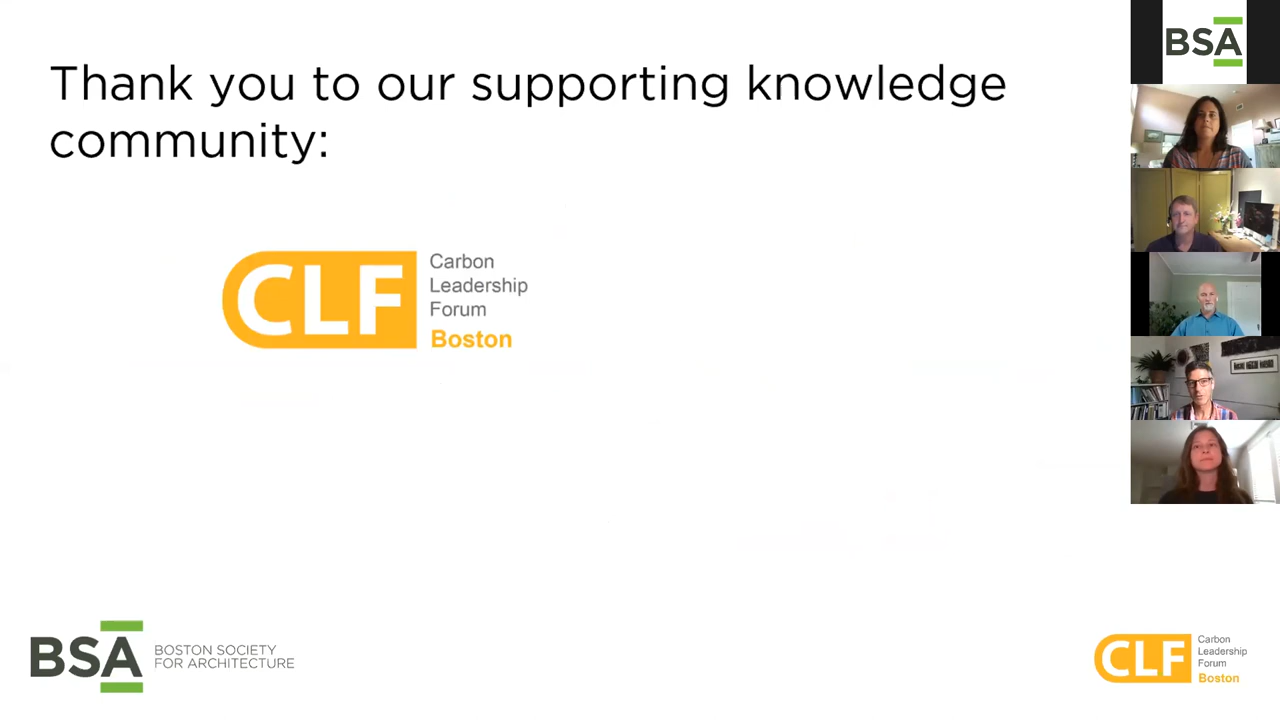 Thank you to our supporting knowledge
community:
CLF
Carbon
Leadership
Forum
Boston
BSA
BSA
BOSTON SOCIETY
FOR ARCHITECTURE
CLF
Carbon
Leadership
Forum
Boston